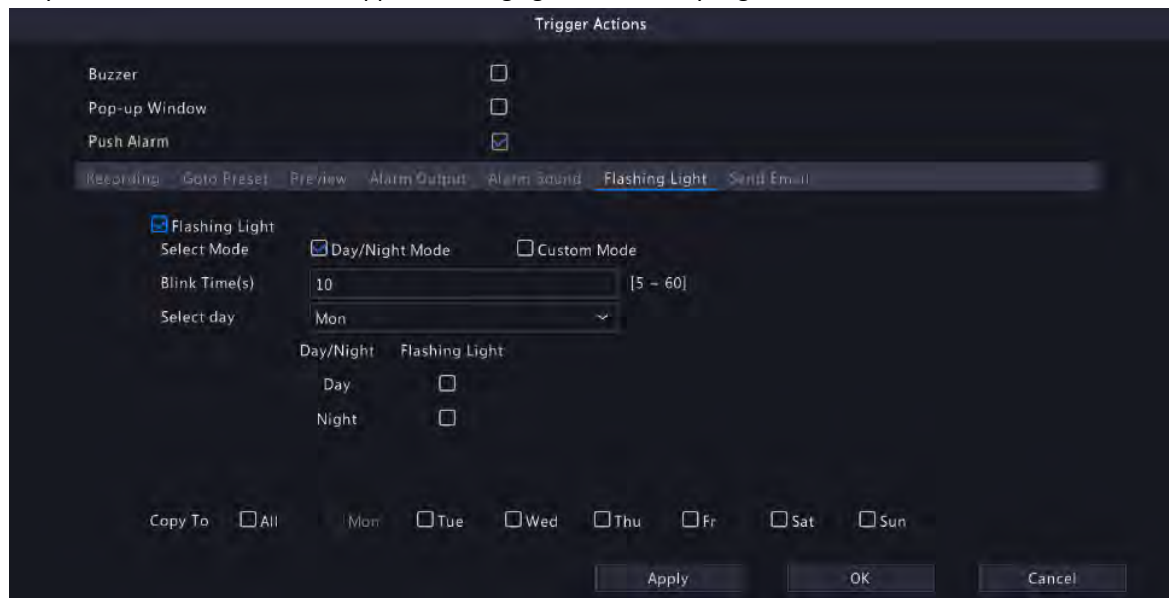 Trigger Actions
Buzzer
Pop-up Window
Push Alarm
Recording Goto Preset Preview Alarm Output Alarm Sound Flashing Light Send Email
Flashing Light
Select Mode Day/Night Mode Custom Mode
Blink Time(s) 10 [5 ~ 60]
Select day Mon
Day/Night Flashing Light
Day
Night
Copy To All Mon Tue Wed Thu Fr Sat Sun
Apply OK Cancel